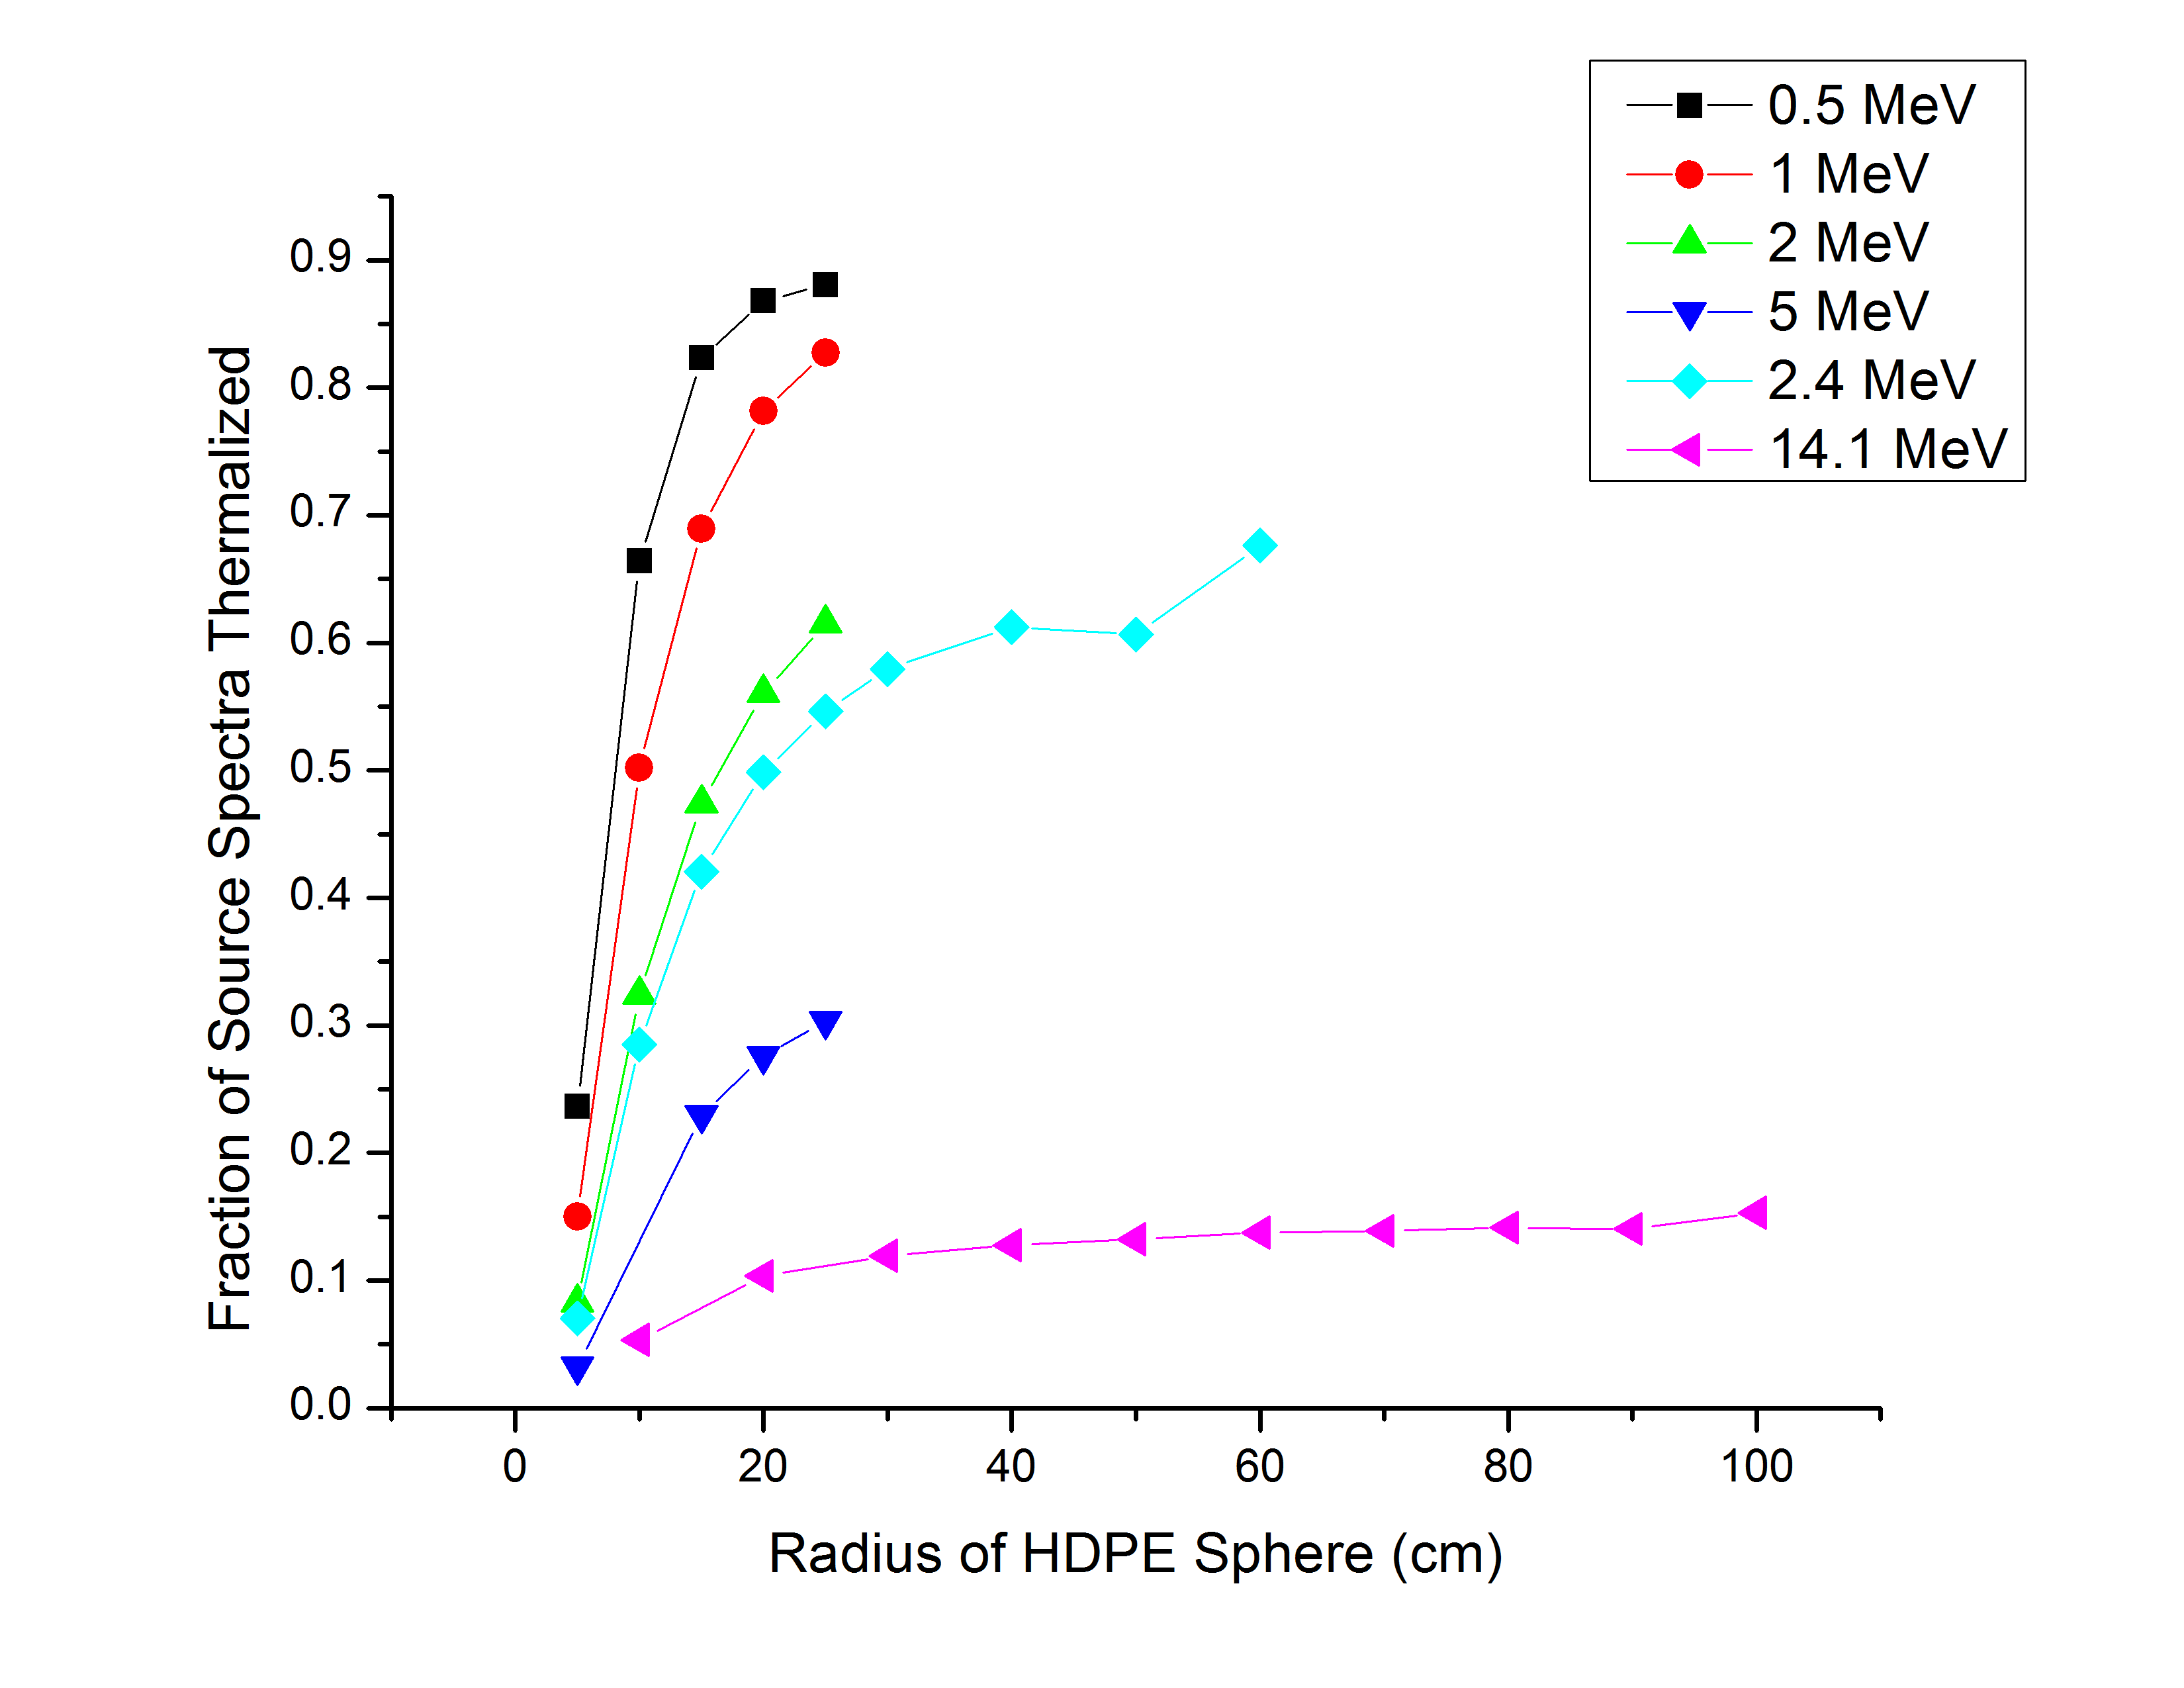 0.5 MeV
1 MeV
2 MeV
5 MeV
2.4 MeV
14.1 MeV
Fraction of Source Spectra Thermalized
0.9
0.8
0.7
0.6
0.5
0.4
0.3
0.2
0.1
0.0
0 20 40 60 80 100
Radius of HDPE Sphere (cm)